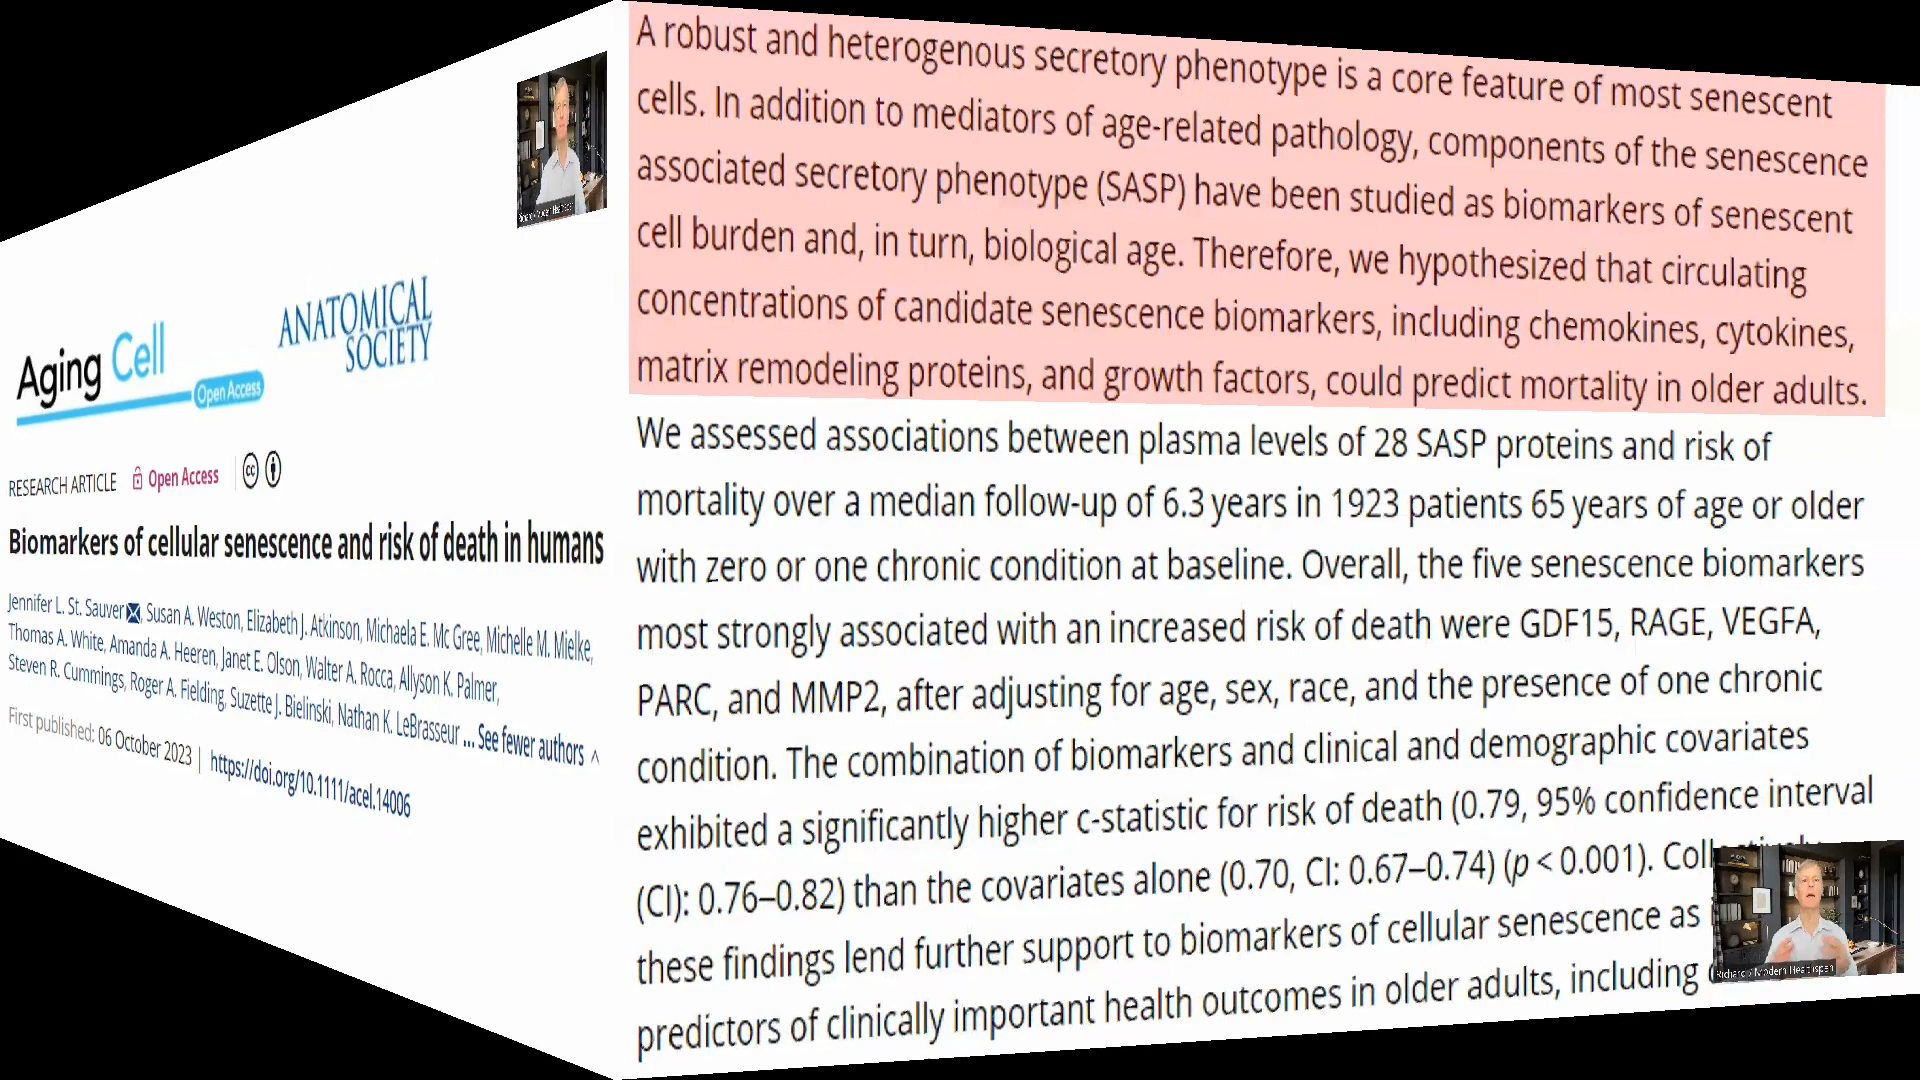 Aging Cell
Open Access
ANATOMICAL
SOCIETY
RESEARCH ARTICLE Open Access
Biomarkers of cellular senescence and risk of death in humans
Jennifer L. St. Sauver, Susan A. Weston, Elizabeth J. Atkinson, Michaela E. Mc Gree, Michelle M. Mielke,
Thomas A. White, Amanda A. Heeren, Janet E. Olson, Walter A. Rocca, Allyson K. Palmer,
Steven R. Cummings, Roger A. Fielding, Suzette J. Bielinski, Nathan K. LeBrasseur ... See fewer authors ^
First published: 06 October 2023 | https://doi.org/10.1111/acel.14006
A robust and heterogenous secretory phenotype is a core feature of most senescent
cells. In addition to mediators of age-related pathology, components of the senescence
associated secretory phenotype (SASP) have been studied as biomarkers of senescent
cell burden and, in turn, biological age. Therefore, we hypothesized that circulating
concentrations of candidate senescence biomarkers, including chemokines, cytokines,
matrix remodeling proteins, and growth factors, could predict mortality in older adults.
We assessed associations between plasma levels of 28 SASP proteins and risk of
mortality over a median follow-up of 6.3 years in 1923 patients 65 years of age or older
with zero or one chronic condition at baseline. Overall, the five senescence biomarkers
most strongly associated with an increased risk of death were GDF15, RAGE, VEGFA,
PARC, and MMP2, after adjusting for age, sex, race, and the presence of one chronic
condition. The combination of biomarkers and clinical and demographic covariates
exhibited a significantly higher c-statistic for risk of death (0.79, 95% confidence interval
(CI): 0.76–0.82) than the covariates alone (0.70, CI: 0.67–0.74) (p < 0.001).
these findings lend further support to biomarkers of cellular senescence as
predictors of clinically important health outcomes in older adults, including
Modern Healthspan